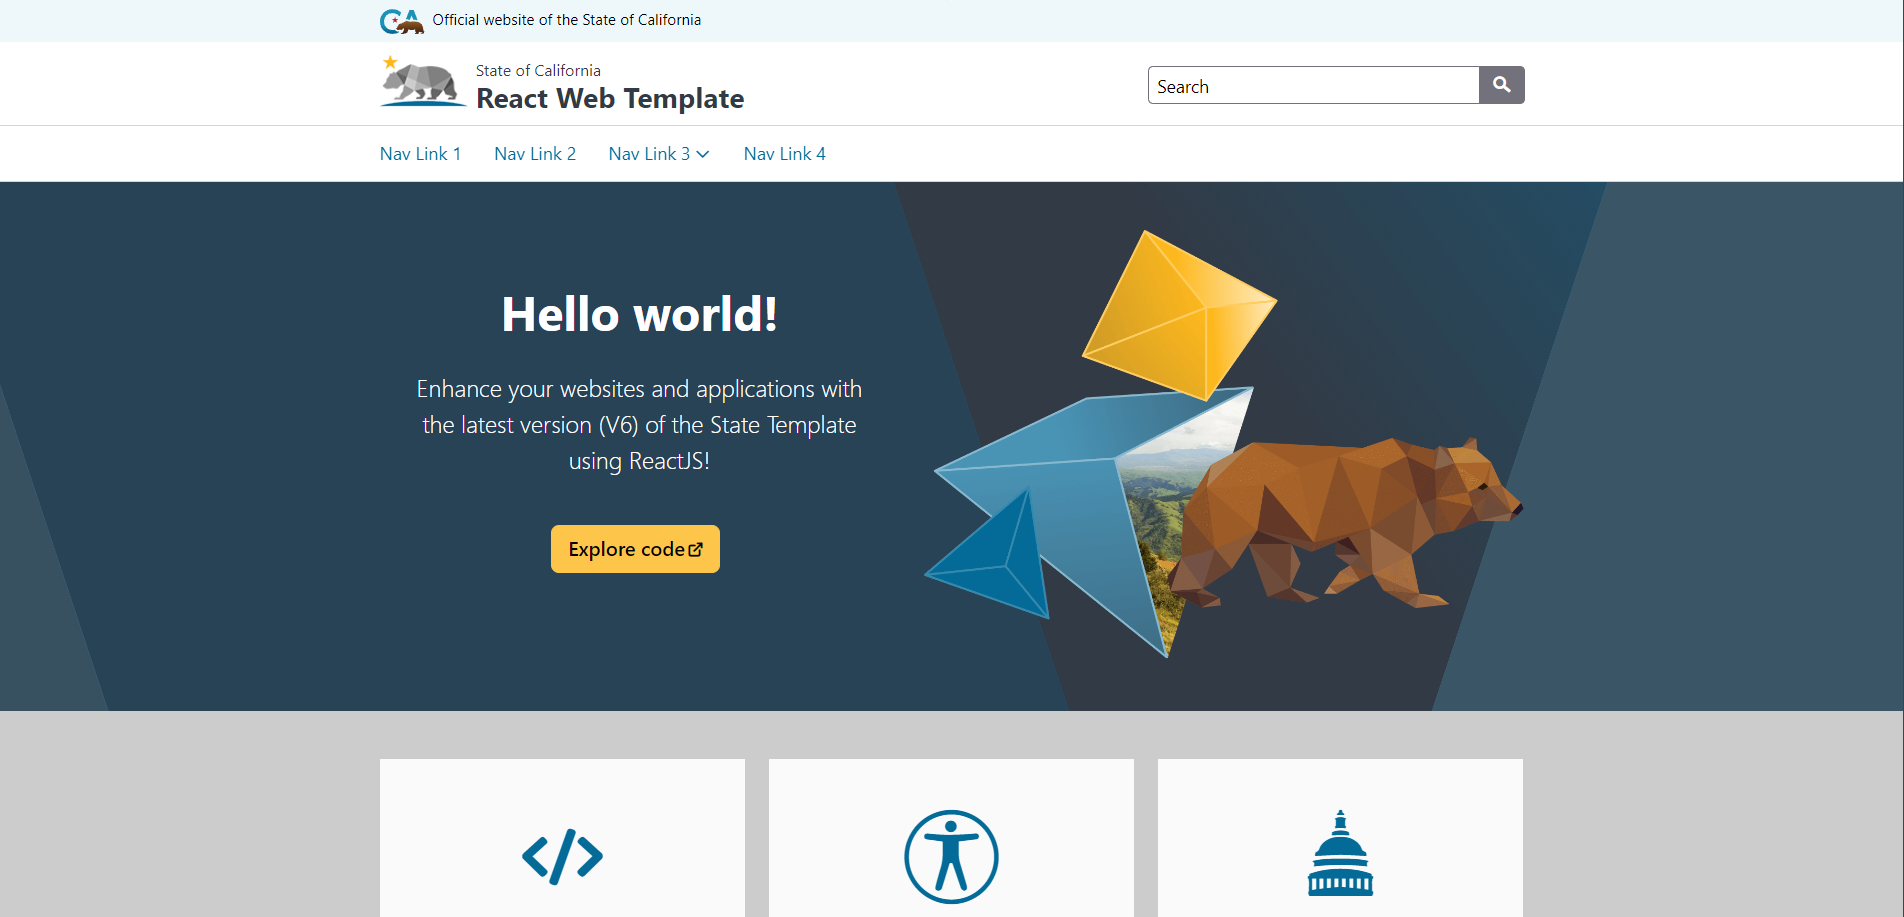 CA Official website of the State of California
State of California
React Web Template
Search
Nav Link 1 Nav Link 2 Nav Link 3 Nav Link 4
Hello world!
Enhance your websites and applications with
the latest version (V6) of the State Template
using ReactJS!
Explore code